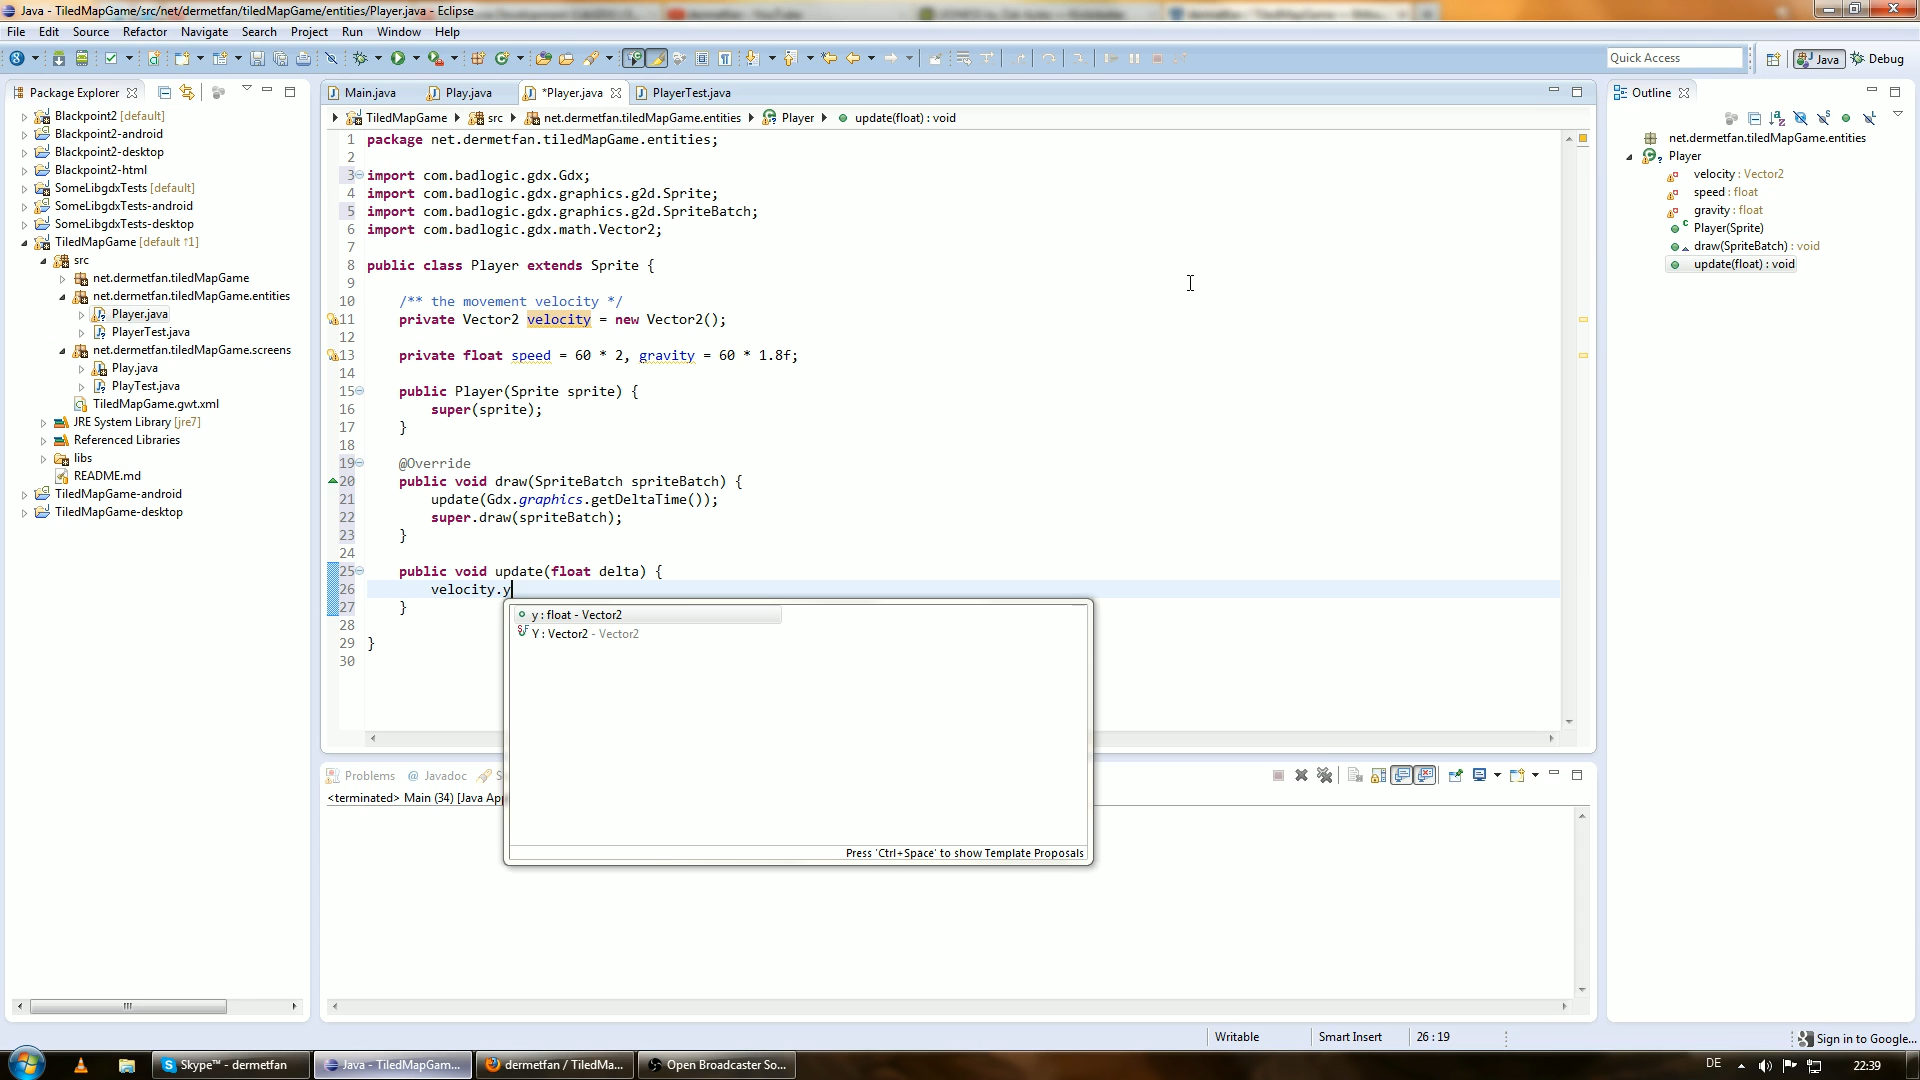 Java - TiledMapGame/src/net/dermetfan/tiledMapGame/entities/Player.java - Eclipse
File Edit Source Refactor Navigate Search Project Run Window Help
Quick Access
Java
Debug
Package Explorer
Blackpoint2 [default]
Blackpoint2-android
Blackpoint2-desktop
Blackpoint2-html
SomeLibgdxTests [default]
SomeLibgdxTests-android
SomeLibgdxTests-desktop
TiledMapGame [default ↑1]
src
net.dermetfan.tiledMapGame
net.dermetfan.tiledMapGame.entities
Player.java
PlayerTest.java
net.dermetfan.tiledMapGame.screens
Play.java
PlayTest.java
TiledMapGame.gwt.xml
JRE System Library [jre7]
Referenced Libraries
libs
README.md
TiledMapGame-android
TiledMapGame-desktop
Main.java Play.java *Player.java PlayerTest.java
TiledMapGame src net.dermetfan.tiledMapGame.entities Player update(float) : void
1 package net.dermetfan.tiledMapGame.entities;
2
3 import com.badlogic.gdx.Gdx;
4 import com.badlogic.gdx.graphics.g2d.Sprite;
5 import com.badlogic.gdx.graphics.g2d.SpriteBatch;
6 import com.badlogic.gdx.math.Vector2;
7
8 public class Player extends Sprite {
9
10 /** the movement velocity */
11 private Vector2 velocity = new Vector2();
12
13 private float speed = 60 * 2, gravity = 60 * 1.8f;
14
15 public Player(Sprite sprite) {
16 super(sprite);
17 }
18
19 @Override
20 public void draw(SpriteBatch spriteBatch) {
21 update(Gdx.graphics.getDeltaTime());
22 super.draw(spriteBatch);
23 }
24
25 public void update(float delta) {
26 velocity.y
27 }
28
29 }
30
y : float - Vector2
Y : Vector2 - Vector2
Press 'Ctrl+Space' to show Template Proposals
Problems @ Javadoc
<terminated> Main (34) [Java App
Outline
net.dermetfan.tiledMapGame.entities
Player
velocity : Vector2
speed : float
gravity : float
Player(Sprite)
draw(SpriteBatch) : void
update(float) : void
Writable Smart Insert 26 : 19
Sign in to Google...
Skype™ - dermetfan
Java - TiledMapGam...
dermetfan / TiledMa...
Open Broadcaster So...
DE
22:39